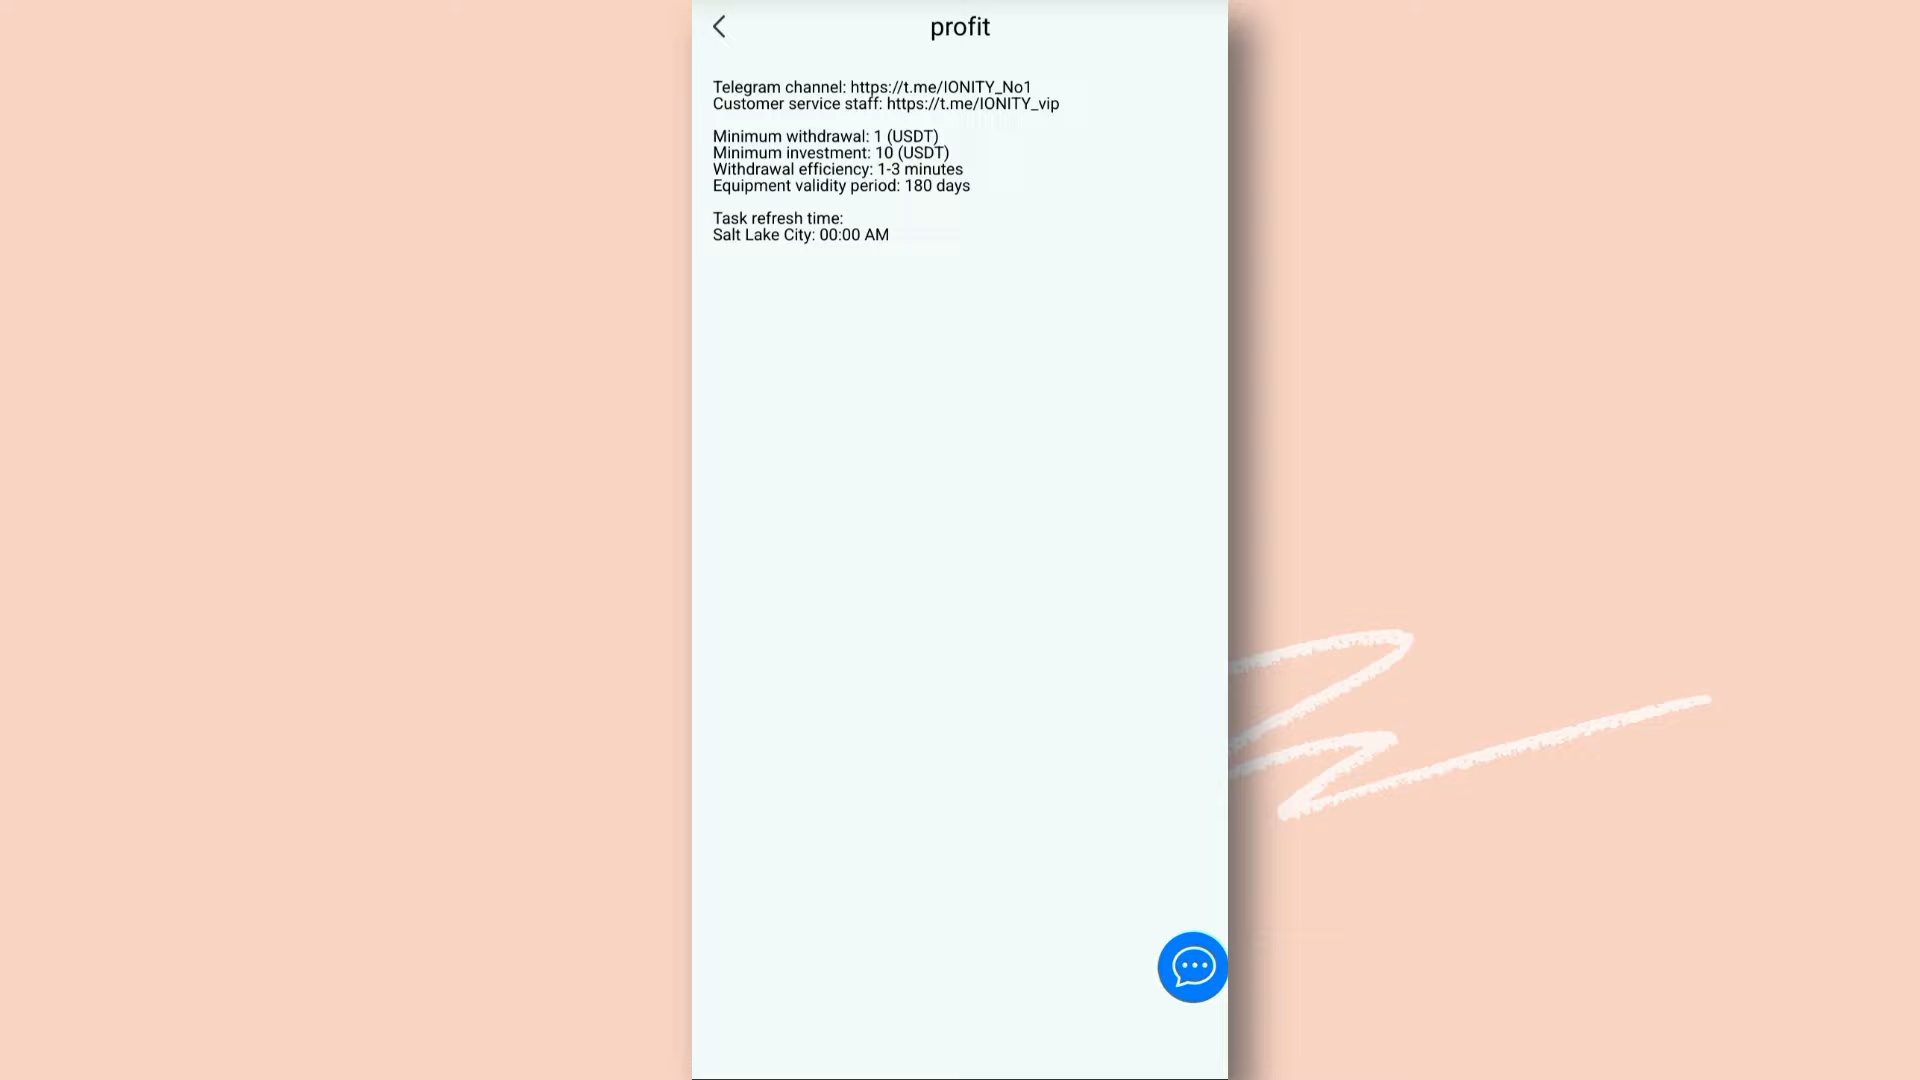 profit
Telegram channel: https://t.me/IONITY_No1
Customer service staff: https://t.me/IONITY_vip
Minimum withdrawal: 1 (USDT)
Minimum investment: 10 (USDT)
Withdrawal efficiency: 1-3 minutes
Equipment validity period: 180 days
Task refresh time:
Salt Lake City: 00:00 AM